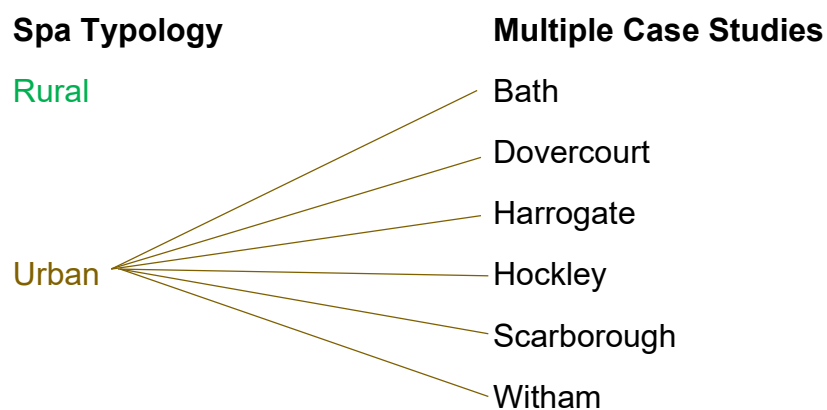 Spa Typology Multiple Case Studies
Rural Bath
Dovercourt
Harrogate
Urban Hockley
Scarborough
Witham